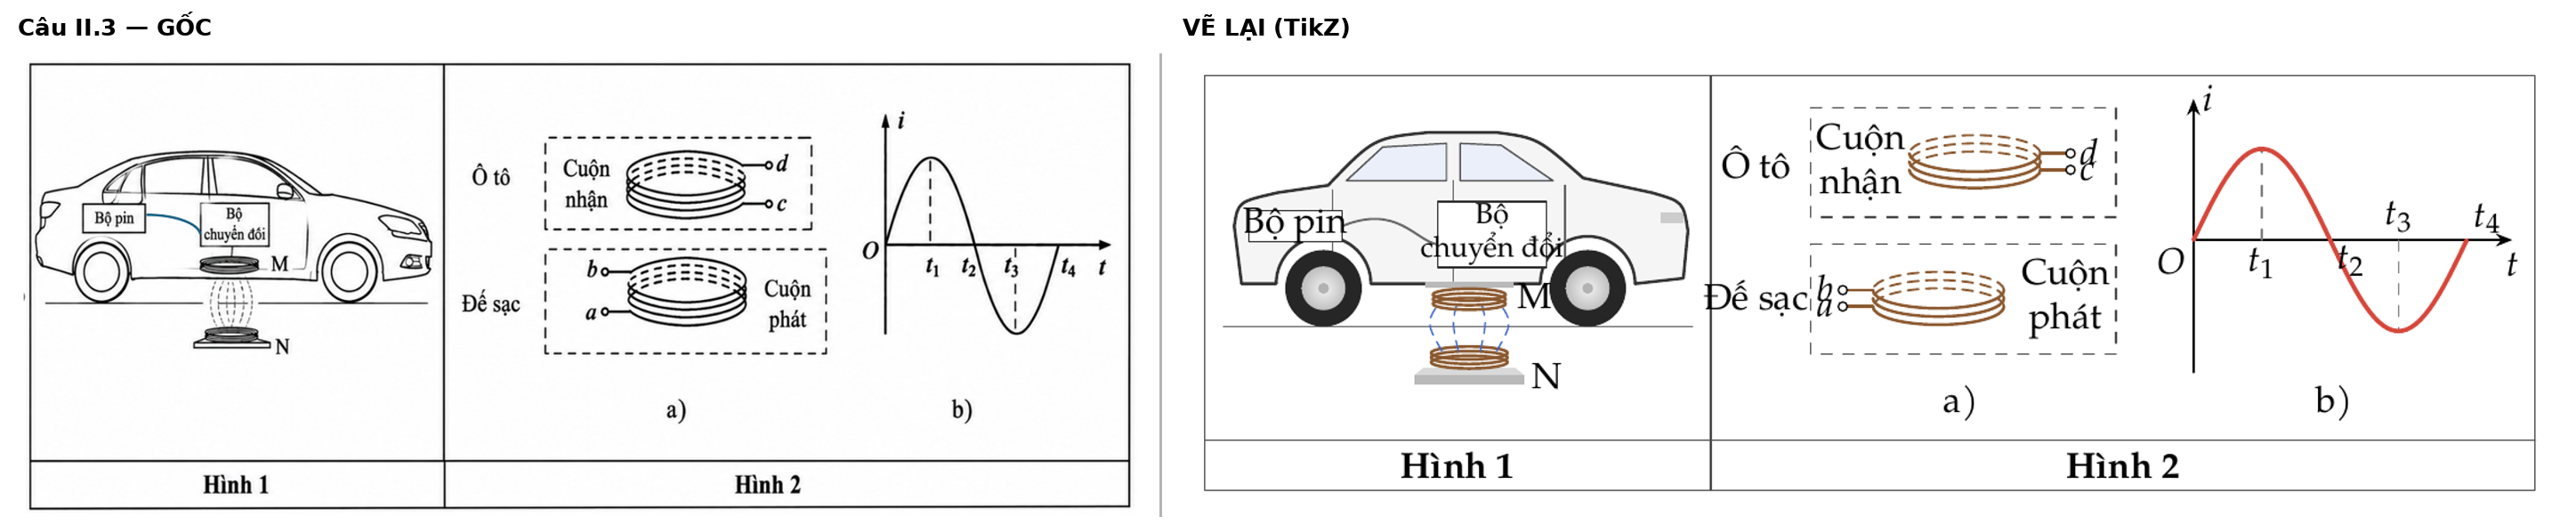 Câu II.3 — GỐC
Bộ pin
Bộ
chuyển đổi
M
N
Ô tô
Cuộn
nhận
d
c
Đế sạc
b
a
Cuộn
phát
a)
i
O
t1
t2
t3
t4
t
b)
Hình 1
Hình 2
VẼ LẠI (TikZ)
Bộ pin
Bộ
chuyển đổi
M
N
Ô tô
Cuộn
nhận
d
c
Đế sạc
b
a
Cuộn
phát
a)
i
O
t1
t2
t3
t4
t
b)
Hình 1
Hình 2